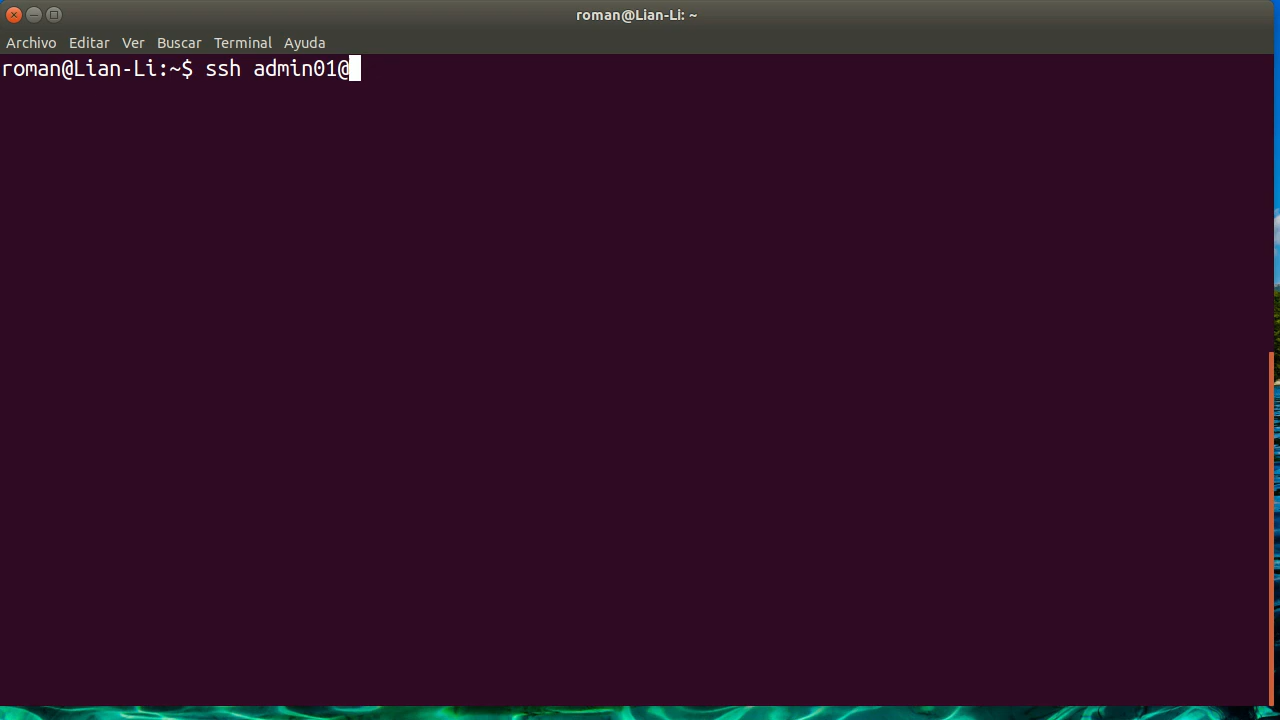 roman@Lian-Li: ~
Archivo Editar Ver Buscar Terminal Ayuda
roman@Lian-Li:~$ ssh admin01@